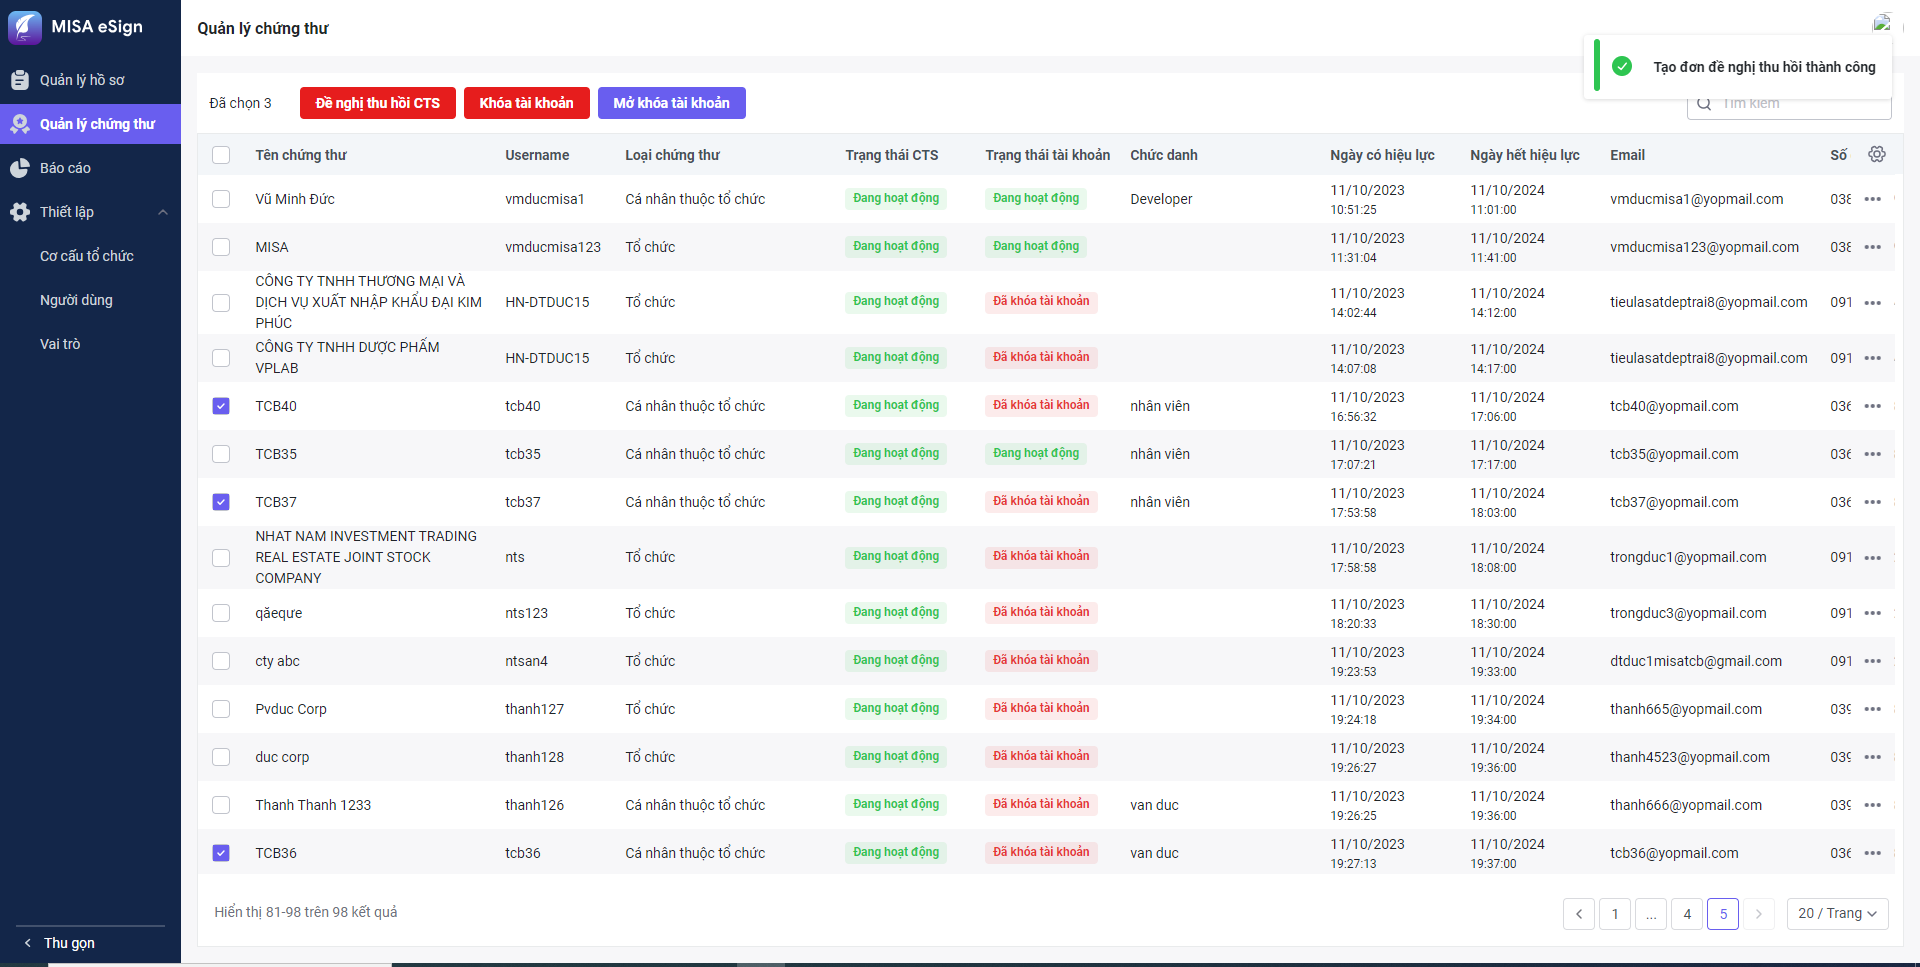 MISA eSign
Quản lý hồ sơ
Quản lý chứng thư
Báo cáo
Thiết lập
Cơ cấu tổ chức
Người dùng
Vai trò
Thu gọn
Quản lý chứng thư
Tạo đơn đề nghị thu hồi thành công
Đã chọn 3 Đề nghị thu hồi CTS Khóa tài khoản Mở khóa tài khoản Tìm kiếm
Tên chứng thư Username Loại chứng thư Trạng thái CTS Trạng thái tài khoản Chức danh Ngày có hiệu lực Ngày hết hiệu lực Email Số
Vũ Minh Đức vmducmisa1 Cá nhân thuộc tổ chức Đang hoạt động Đang hoạt động Developer 11/10/2023 11/10/2024 vmducmisa1@yopmail.com 038
10:51:25 11:01:00
MISA vmducmisa123 Tổ chức Đang hoạt động Đang hoạt động 11/10/2023 11/10/2024 vmducmisa123@yopmail.com 038
11:31:04 11:41:00
CÔNG TY TNHH THƯƠNG MẠI VÀ
DỊCH VỤ XUẤT NHẬP KHẨU ĐẠI KIM HN-DTDUC15 Tổ chức Đang hoạt động Đã khóa tài khoản 11/10/2023 11/10/2024 tieulasatdeptrai8@yopmail.com 091
PHÚC 14:02:44 14:12:00
CÔNG TY TNHH DƯỢC PHẨM 11/10/2023 11/10/2024
VPLAB HN-DTDUC15 Tổ chức Đang hoạt động Đã khóa tài khoản 14:07:08 14:17:00 tieulasatdeptrai8@yopmail.com 091
TCB40 tcb40 Cá nhân thuộc tổ chức Đang hoạt động Đã khóa tài khoản nhân viên 11/10/2023 11/10/2024 tcb40@yopmail.com 036
16:56:32 17:06:00
TCB35 tcb35 Cá nhân thuộc tổ chức Đang hoạt động Đang hoạt động nhân viên 11/10/2023 11/10/2024 tcb35@yopmail.com 036
17:07:21 17:17:00
TCB37 tcb37 Cá nhân thuộc tổ chức Đang hoạt động Đã khóa tài khoản nhân viên 11/10/2023 11/10/2024 tcb37@yopmail.com 036
17:53:58 18:03:00
NHAT NAM INVESTMENT TRADING
REAL ESTATE JOINT STOCK nts Tổ chức Đang hoạt động Đã khóa tài khoản 11/10/2023 11/10/2024 trongduc1@yopmail.com 091
COMPANY 17:58:58 18:08:00
qăeqưe nts123 Tổ chức Đang hoạt động Đã khóa tài khoản 11/10/2023 11/10/2024 trongduc3@yopmail.com 091
18:20:33 18:30:00
cty abc ntsan4 Tổ chức Đang hoạt động Đã khóa tài khoản 11/10/2023 11/10/2024 dtduc1misatcb@gmail.com 091
19:23:53 19:33:00
Pvduc Corp thanh127 Tổ chức Đang hoạt động Đã khóa tài khoản 11/10/2023 11/10/2024 thanh665@yopmail.com 039
19:24:18 19:34:00
duc corp thanh128 Tổ chức Đang hoạt động Đã khóa tài khoản 11/10/2023 11/10/2024 thanh4523@yopmail.com 039
19:26:27 19:36:00
Thanh Thanh 1233 thanh126 Cá nhân thuộc tổ chức Đang hoạt động Đã khóa tài khoản van duc 11/10/2023 11/10/2024 thanh666@yopmail.com 039
19:26:25 19:36:00
TCB36 tcb36 Cá nhân thuộc tổ chức Đang hoạt động Đã khóa tài khoản van duc 11/10/2023 11/10/2024 tcb36@yopmail.com 036
19:27:13 19:37:00
Hiển thị 81-98 trên 98 kết quả 1 ... 4 5 20 / Trang